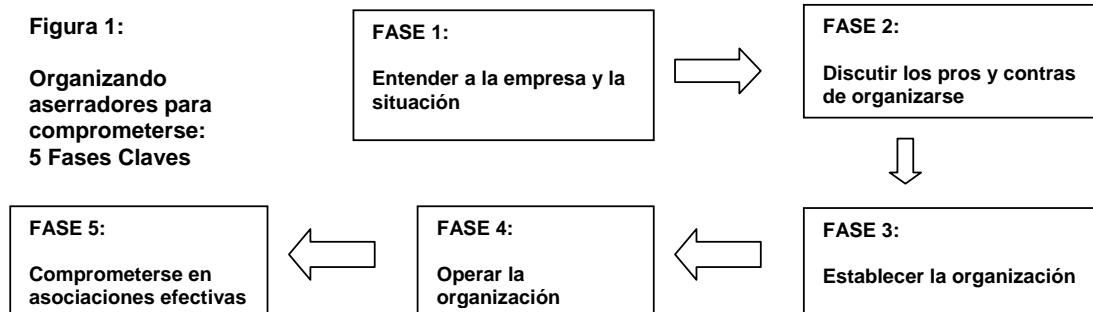 Figura 1:
Organizando
aserradores para
comprometerse:
5 Fases Claves
FASE 1:
Entender a la empresa y la
situación
FASE 2:
Discutir los pros y contras
de organizarse
FASE 3:
Establecer la organización
FASE 4:
Operar la
organización
FASE 5:
Comprometerse en
asociaciones efectivas